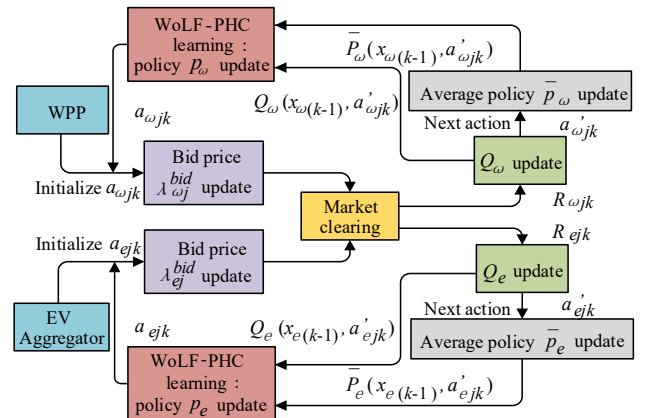 WoLF-PHC
learning :
policy p_ω update
P̄_ω(x_ω(k-1), a'_ωjk)
Q_ω(x_ω(k-1), a'_ωjk)
Average policy p̄_ω update
Next action a'_ωjk
WPP
a_ωjk
Initialize a_ωjk
Bid price
λ^bid_ωj update
Q_ω update
Market
clearing
R_ωjk
R_ejk
Initialize a_ejk
Bid price
λ^bid_ej update
Q_e update
EV
Aggregator
a_ejk
Q_e(x_e(k-1), a'_ejk)
Next action a'_ejk
Average policy p̄_e update
WoLF-PHC
learning :
policy p_e update
P̄_e(x_e(k-1), a'_ejk)